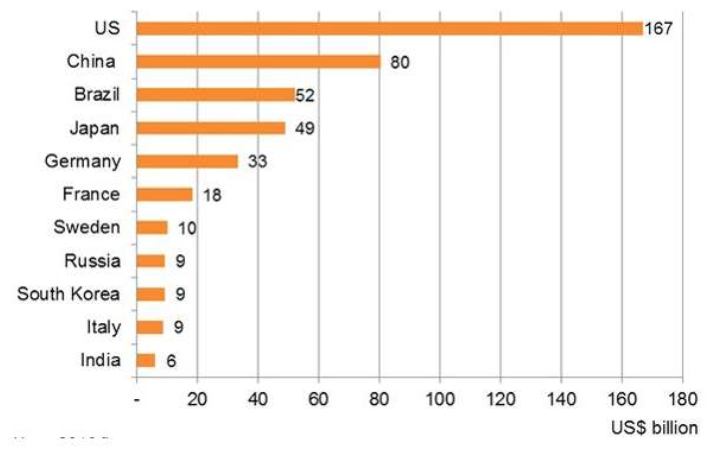 US 167
China 80
Brazil 52
Japan 49
Germany 33
France 18
Sweden 10
Russia 9
South Korea 9
Italy 9
India 6
- 20 40 60 80 100 120 140 160 180
US$ billion